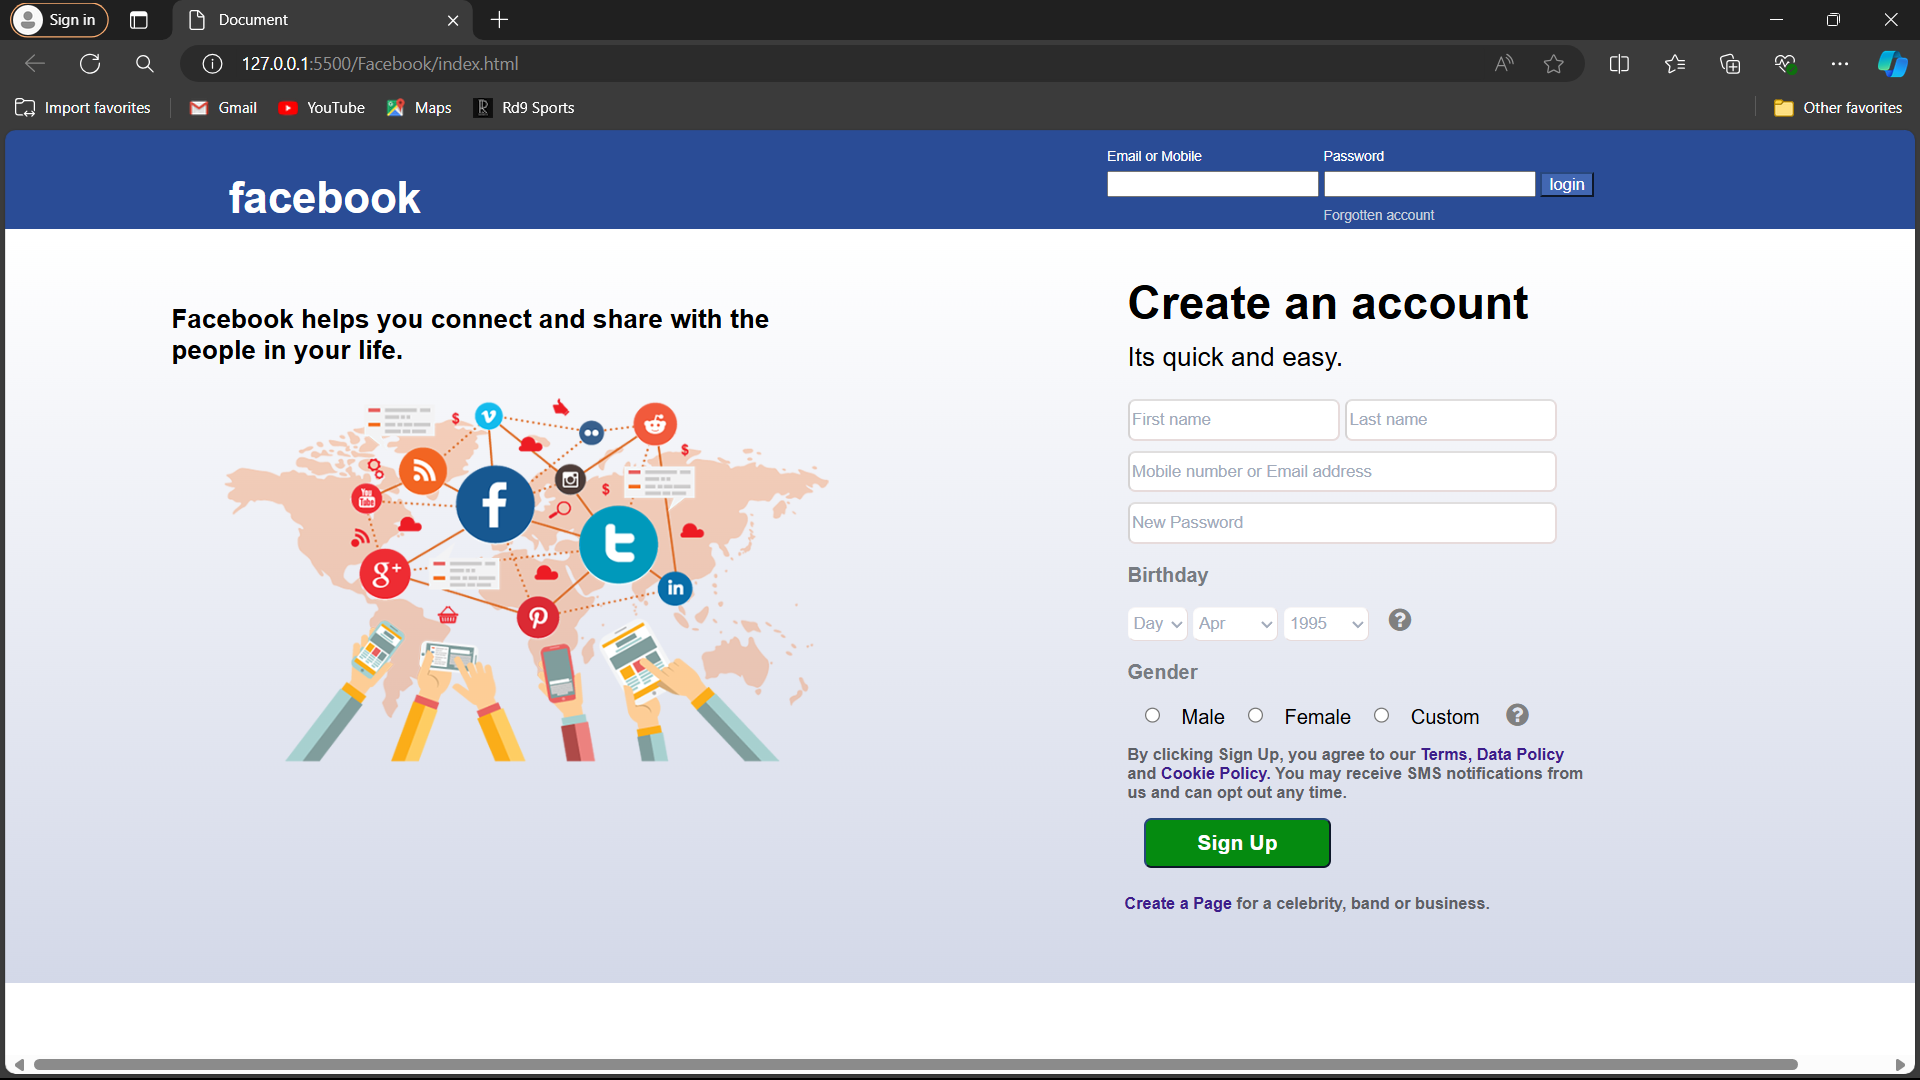 Sign in
Document
127.0.0.1:5500/Facebook/index.html
Import favorites
Gmail
YouTube
Maps
Rd9 Sports
Other favorites
Email or Mobile
Password
facebook
login
Forgotten account
Facebook helps you connect and share with the
people in your life.
You
Tube
g+
in
Create an account
Its quick and easy.
First name
Last name
Mobile number or Email address
New Password
Birthday
Day
Apr
1995
?
Gender
Male
Female
Custom
?
By clicking Sign Up, you agree to our Terms, Data Policy
and Cookie Policy. You may receive SMS notifications from
us and can opt out any time.
Sign Up
Create a Page for a celebrity, band or business.